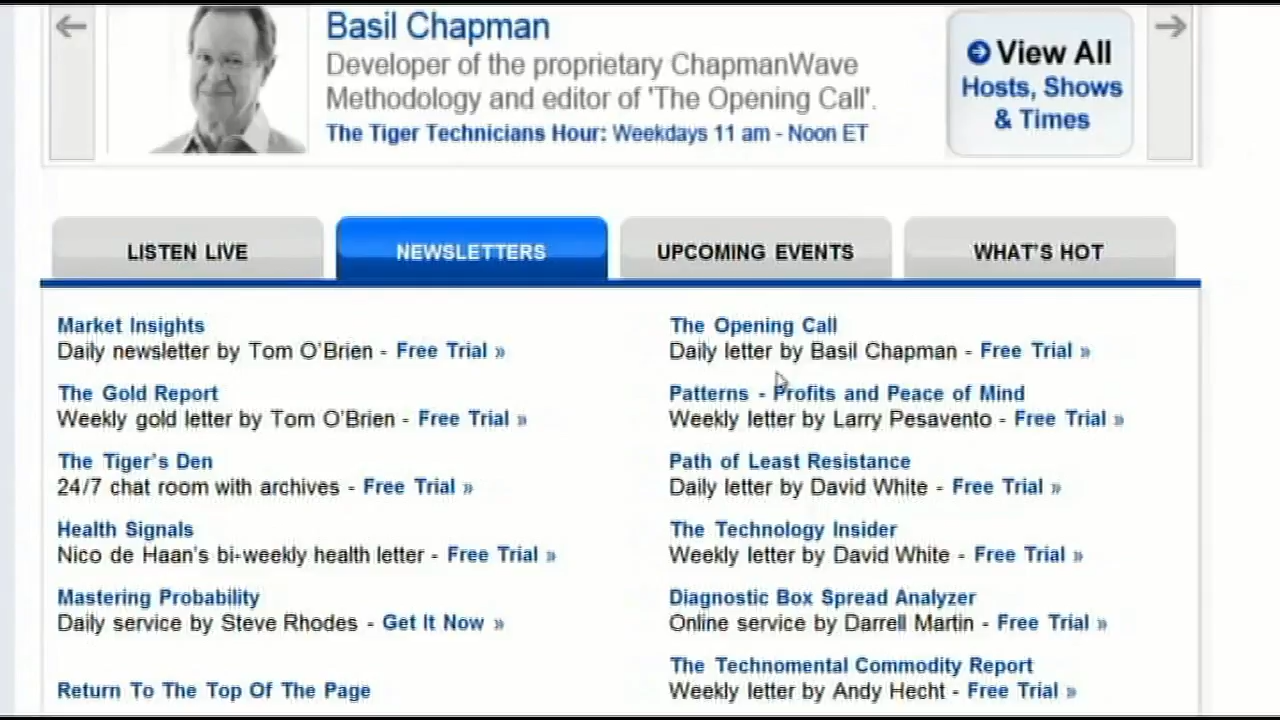 Basil Chapman
Developer of the proprietary ChapmanWave
Methodology and editor of 'The Opening Call'.
The Tiger Technicians Hour: Weekdays 11 am - Noon ET
View All
Hosts, Shows
& Times
LISTEN LIVE
NEWSLETTERS
UPCOMING EVENTS
WHAT'S HOT
Market Insights
Daily newsletter by Tom O'Brien - Free Trial »
The Gold Report
Weekly gold letter by Tom O'Brien - Free Trial »
The Tiger's Den
24/7 chat room with archives - Free Trial »
Health Signals
Nico de Haan's bi-weekly health letter - Free Trial »
Mastering Probability
Daily service by Steve Rhodes - Get It Now »
Return To The Top Of The Page
The Opening Call
Daily letter by Basil Chapman - Free Trial »
Patterns - Profits and Peace of Mind
Weekly letter by Larry Pesavento - Free Trial »
Path of Least Resistance
Daily letter by David White - Free Trial »
The Technology Insider
Weekly letter by David White - Free Trial »
Diagnostic Box Spread Analyzer
Online service by Darrell Martin - Free Trial »
The Technomental Commodity Report
Weekly letter by Andy Hecht - Free Trial »